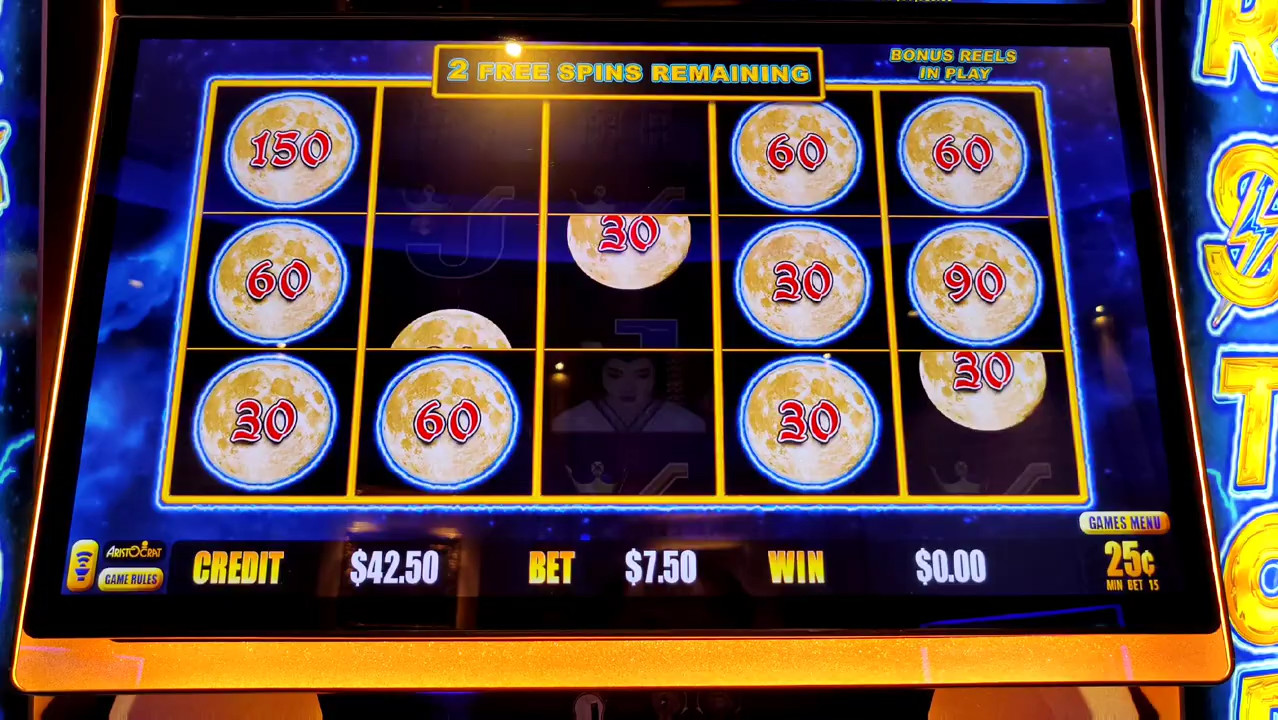 2 FREE SPINS REMAINING
BONUS REELS
IN PLAY
150
60
60
30
60
30
90
30
60
30
30
GAMES MENU
ARISTOCRAT
GAME RULES
CREDIT $42.50 BET $7.50 WIN $0.00
25¢
MIN BET 15